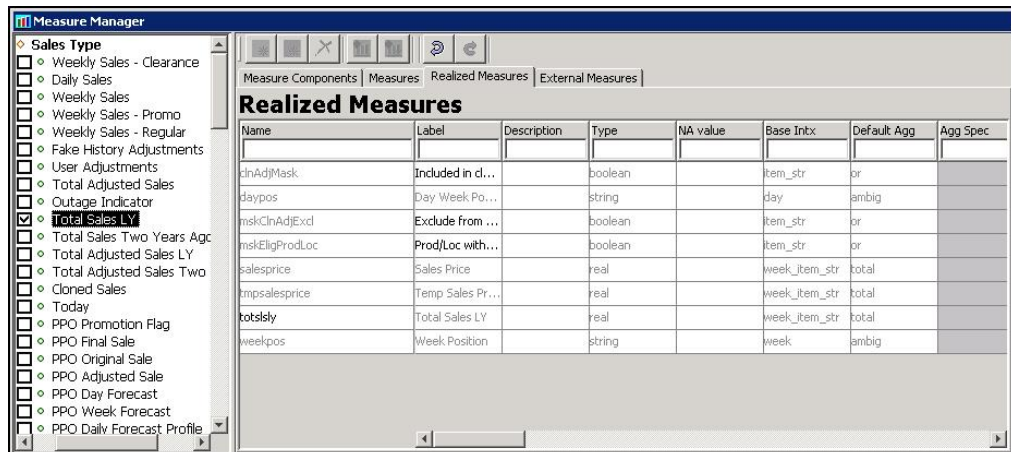 Measure Manager
Sales Type
Weekly Sales - Clearance
Daily Sales
Weekly Sales
Weekly Sales - Promo
Weekly Sales - Regular
Fake History Adjustments
User Adjustments
Total Adjusted Sales
Outage Indicator
Total Sales LY
Total Sales Two Years Ago
Total Adjusted Sales LY
Total Adjusted Sales Two
Cloned Sales
Today
PPO Promotion Flag
PPO Final Sale
PPO Original Sale
PPO Adjusted Sale
PPO Day Forecast
PPO Week Forecast
PPO Daily Forecast Profile
Measure Components Measures Realized Measures External Measures
Realized Measures
Name Label Description Type NA value Base Intx Default Agg Agg Spec
clnAdjMask Included in cl... boolean item_str or
daypos Day Week Po... string day ambig
mskClnAdjExcl Exclude from ... boolean item_str or
mskEligProdLoc Prod/Loc with... boolean item_str or
salesprice Sales Price real week_item_str total
tmpsalesprice Temp Sales Pr... real week_item_str total
totslsly Total Sales LY real week_item_str total
weekpos Week Position string week ambig